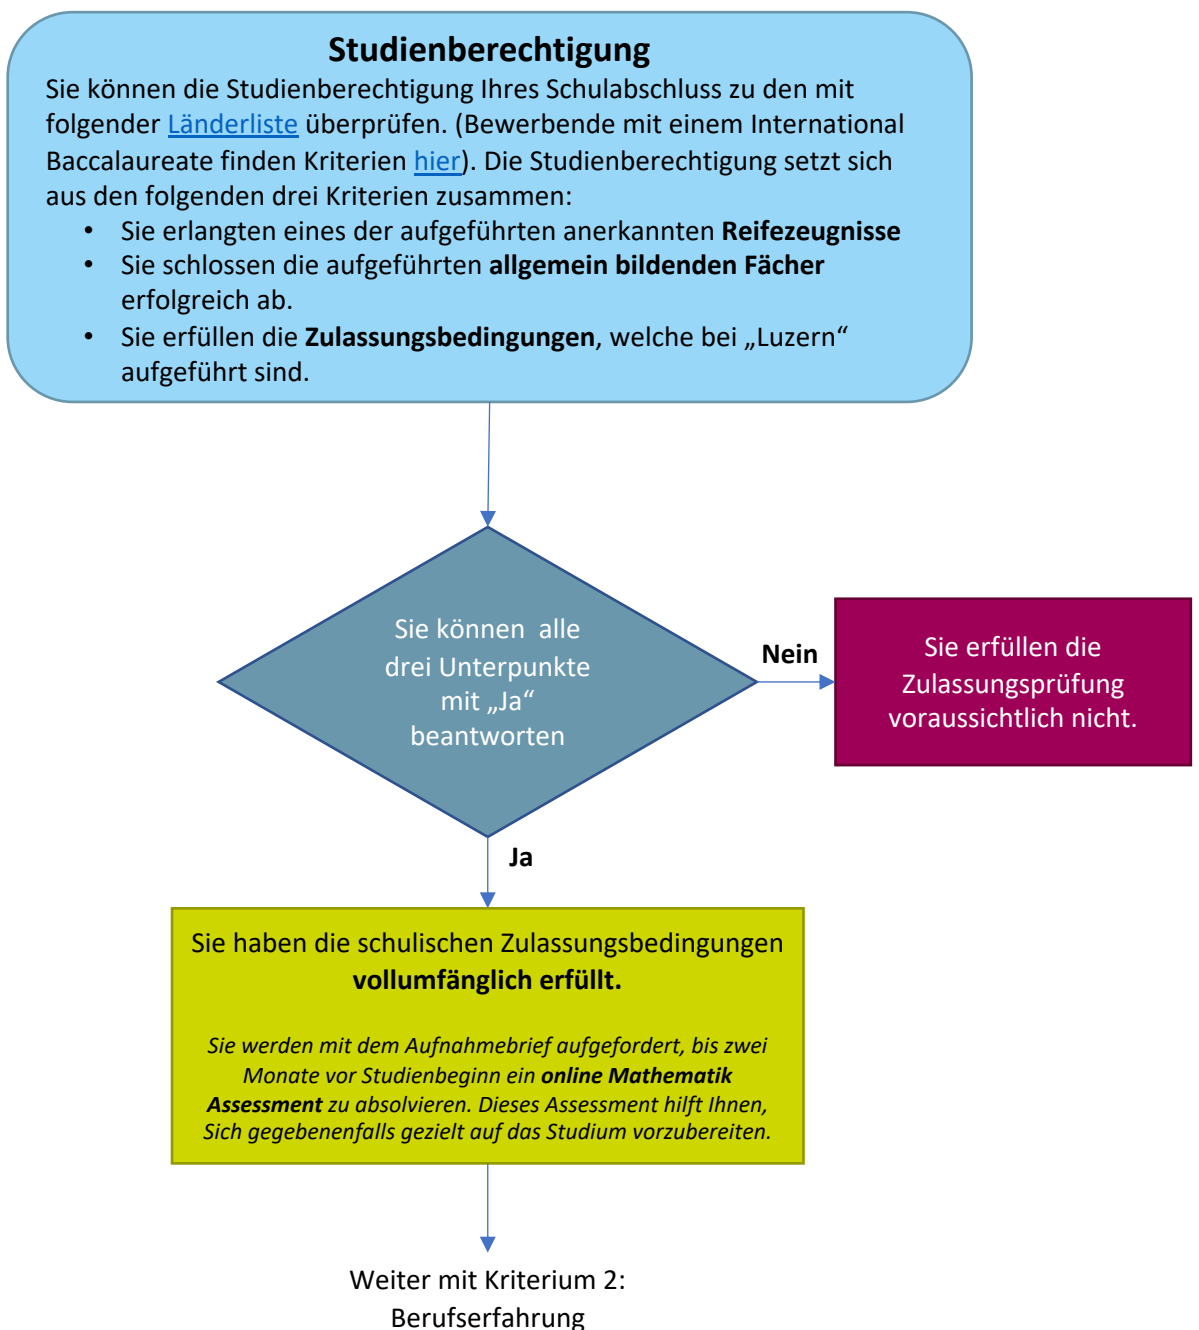 Studienberechtigung
Sie können die Studienberechtigung Ihres Schulabschluss zu den mit
folgender Länderliste überprüfen. (Bewerbende mit einem International
Baccalaureate finden Kriterien hier). Die Studienberechtigung setzt sich
aus den folgenden drei Kriterien zusammen:
• Sie erlangten eines der aufgeführten anerkannten Reifezeugnisse
• Sie schlossen die aufgeführten allgemein bildenden Fächer
erfolgreich ab.
• Sie erfüllen die Zulassungsbedingungen, welche bei „Luzern“
aufgeführt sind.
Sie können alle
drei Unterpunkte
mit „Ja“
beantworten
Nein
Sie erfüllen die
Zulassungsprüfung
voraussichtlich nicht.
Ja
Sie haben die schulischen Zulassungsbedingungen
vollumfänglich erfüllt.
Sie werden mit dem Aufnahmebrief aufgefordert, bis zwei
Monate vor Studienbeginn ein online Mathematik
Assessment zu absolvieren. Dieses Assessment hilft Ihnen,
Sich gegebenenfalls gezielt auf das Studium vorzubereiten.
Weiter mit Kriterium 2:
Berufserfahrung